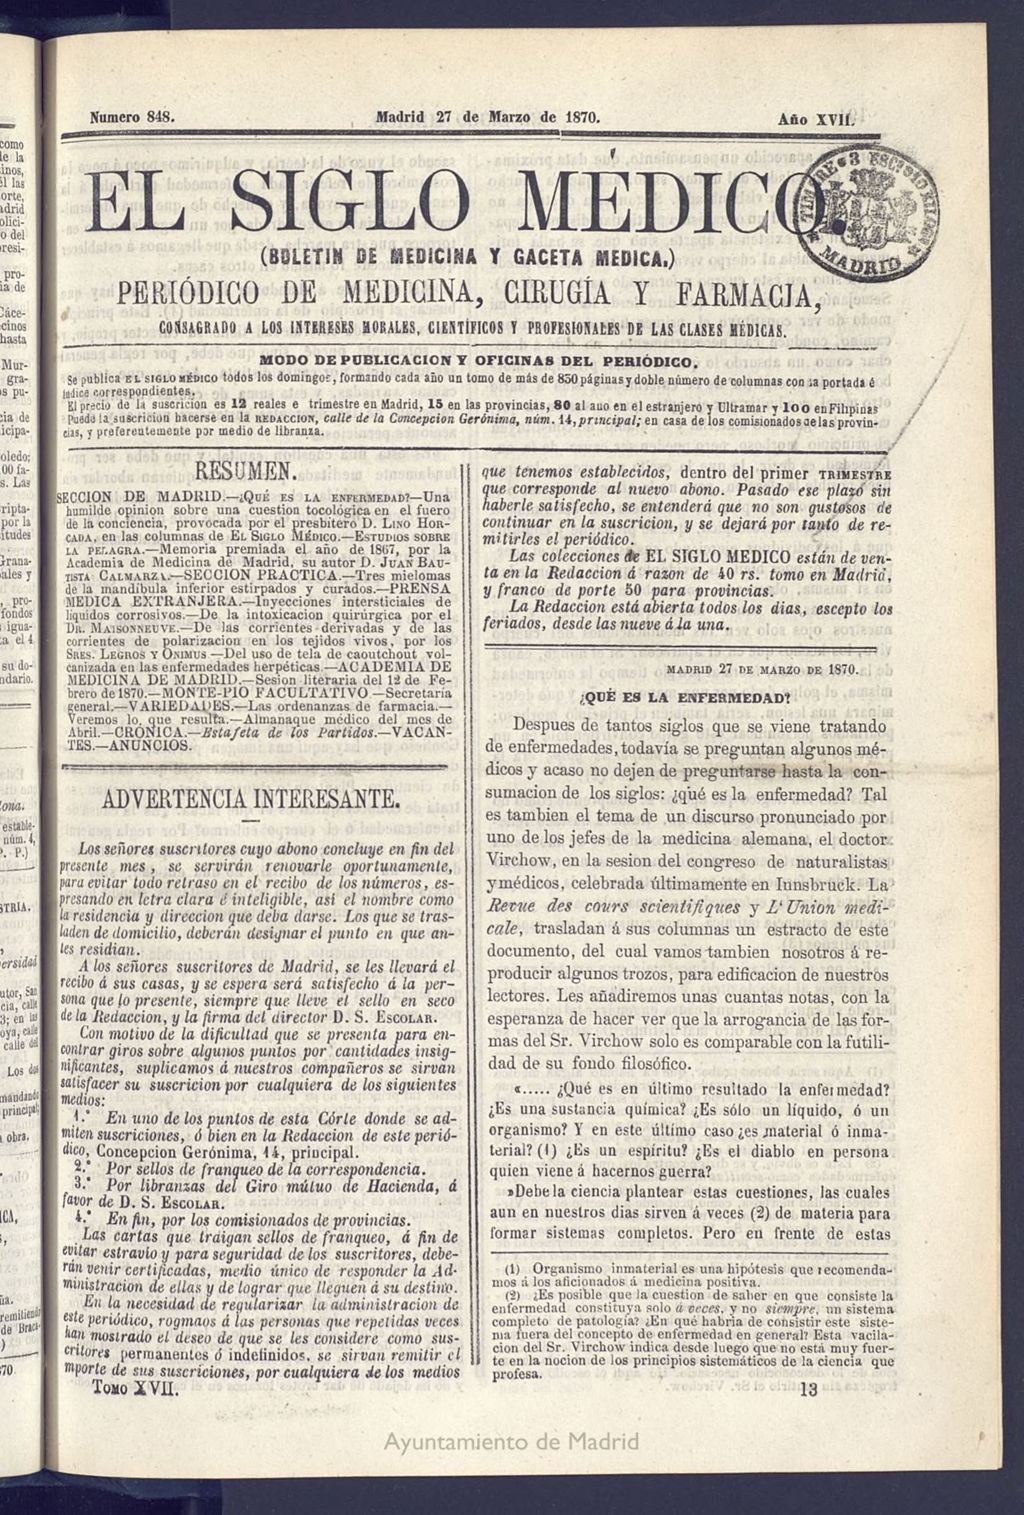 Numero 848.
Madrid 27 de Marzo de 1870.
Año XVII.
EL SIGLO MÉDICO
(BOLETIN DE MEDICINA Y GACETA MEDICA.)
PERIÓDICO DE MEDICINA, CIRUGÍA Y FARMACIA,
CONSAGRADO A LOS INTERESES MORALES, CIENTÍFICOS Y PROFESIONALES DE LAS CLASES MÉDICAS.
MODO DE PUBLICACION Y OFICINAS DEL PERIÓDICO.
Se publica EL SIGLO MÉDICO todos los domingos, formando cada año un tomo de más de 850 páginas y doble número de columnas con la portada é
índice correspondientes.
El precio de la suscricion es 12 reales e trimestre en Madrid, 15 en las provincias, 80 al ano en el estranjero y Ultramar y 100 en Filipinas
Puede la suscricion hacerse en la REDACCION, calle de la Concepcion Gerónima, núm. 14, principal; en casa de los comisionados de las provin-
cias, y preferentemente por medio de libranza.
RESUMEN.
SECCION DE MADRID.—¿QUÉ ES LA ENFERMEDAD?—Una
humilde opinion sobre una cuestion tocológica en el fuero
de la conciencia, provocada por el presbítero D. LINO HOR-
CADA, en las columnas de EL SIGLO MÉDICO.—ESTUDIOS SOBRE
LA PELAGRA.—Memoria premiada el año de 1867, por la
Academia de Medicina de Madrid, su autor D. JUAN BAU-
TISTA CALMARZA.—SECCION PRACTICA.—Tres mielomas
de la mandíbula inferior estirpados y curados.—PRENSA
MEDICA EXTRANJERA.—Inyecciones intersticiales de
líquidos corrosivos.—De la intoxicacion quirúrgica por el
DR. MAISONNEUVE.—De las corrientes derivadas y de las
corrientes de polarizacion en los tejidos vivos, por los
SRES. LEGROS Y ONIMUS—Del uso de tela de caoutchout vol-
canizada en las enfermedades herpéticas.—ACADEMIA DE
MEDICINA DE MADRID.—Sesion literaria del 12 de Fe-
brero de 1870.—MONTE-PIO FACULTATIVO—Secretaría
general.—VARIEDADES.—Las ordenanzas de farmacia.—
Veremos lo que resulta.—Almanaque médico del mes de
Abril.—CRÓNICA.—Estafeta de los Partidos.—VACAN-
TES.—ANUNCIOS.
ADVERTENCIA INTERESANTE.
Los señores suscritores cuyo abono concluye en fin del
presente mes, se servirán renovarle oportunamente,
para evitar todo retraso en el recibo de los números, es-
presando en letra clara é inteligible, así el nombre como
la residencia y direccion que deba darse. Los que se tras-
laden de domicilio, deberán designar el punto en que an-
tes residian.
A los señores suscritores de Madrid, se les llevará el
recibo á sus casas, y se espera será satisfecho á la per-
sona que lo presente, siempre que lleve el sello en seco
de la Redaccion, y la firma del director D. S. ESCOLAR.
Con motivo de la dificultad que se presenta para en-
contrar giros sobre algunos puntos por cantidades insig-
nificantes, suplicamos á nuestros compañeros se sirvan
satisfacer su suscricion por cualquiera de los siguientes
medios:
1.° En uno de los puntos de esta Córte donde se ad-
miten suscriciones, ó bien en la Redaccion de este perió-
dico, Concepcion Gerónima, 14, principal.
2.° Por sellos de franqueo de la correspondencia.
3.° Por libranzas del Giro mútuo de Hacienda, á
favor de D. S. ESCOLAR.
4.° En fin, por los comisionados de provincias.
Las cartas que traigan sellos de franqueo, á fin de
evitar estravío y para seguridad de los suscritores, debe-
rán venir certificadas, medio único de responder la Ad-
ministracion de ellas y de lograr que lleguen á su destino.
En la necesidad de regularizar la administracion de
este periódico, rogmaos á las personas que repetidas veces
han mostrado el deseo de que se les considere como sus-
critores permanentes ó indefinidos, se sirvan remitir el
importe de sus suscriciones, por cualquiera de los medios
TOMO XVII.
que tenemos establecidos, dentro del primer TRIMESTRE
que corresponde al nuevo abono. Pasado ese plazo sin
haberle satisfecho, se entenderá que no son gustosos de
continuar en la suscricion, y se dejará por tanto de re-
mitirles el periódico.
Las colecciones de EL SIGLO MEDICO están de ven-
ta en la Redaccion á razon de 40 rs. tomo en Madrid,
y franco de porte 50 para provincias.
La Redaccion está abierta todos los dias, escepto los
feriados, desde las nueve á la una.
MADRID 27 DE MARZO DE 1870.
¿QUÉ ES LA ENFERMEDAD?
Despues de tantos siglos que se viene tratando
de enfermedades, todavía se preguntan algunos mé-
dicos y acaso no dejen de preguntarse hasta la con-
sumacion de los siglos: ¿qué es la enfermedad? Tal
es tambien el tema de un discurso pronunciado por
uno de los jefes de la medicina alemana, el doctor
Virchow, en la sesion del congreso de naturalistas
y médicos, celebrada últimamente en Innsbruck. La
Revue des cours scientifiques y L'Union medi-
cale, trasladan á sus columnas un estracto de este
documento, del cual vamos tambien nosotros á re-
producir algunos trozos, para edificacion de nuestros
lectores. Les añadiremos unas cuantas notas, con la
esperanza de hacer ver que la arrogancia de las for-
mas del Sr. Virchow solo es comparable con la futili-
dad de su fondo filosófico.
«..... ¿Qué es en último resultado la enfermedad?
¿Es una sustancia química? ¿Es sólo un líquido, ó un
organismo? Y en este último caso ¿es material ó inma-
terial? (1) ¿Es un espíritu? ¿Es el diablo en persona
quien viene á hacernos guerra?
»Debe la ciencia plantear estas cuestiones, las cuales
aun en nuestros dias sirven á veces (2) de materia para
formar sistemas completos. Pero en frente de estas
(1) Organismo inmaterial es una hipótesis que recomenda-
mos á los aficionados á medicina positiva.
(2) ¿Es posible que la cuestion de saber en que consiste la
enfermedad constituya solo á veces, y no siempre, un sistema
completo de patología? ¿En qué habria de consistir este siste-
ma fuera del concepto de enfermedad en general? Esta vacila-
cion del Sr. Virchow indica desde luego que no está muy fuer-
te en la nocion de los principios sistemáticos de la ciencia que
profesa.
13
TIMBRE
MADRID
Ayuntamiento de Madrid